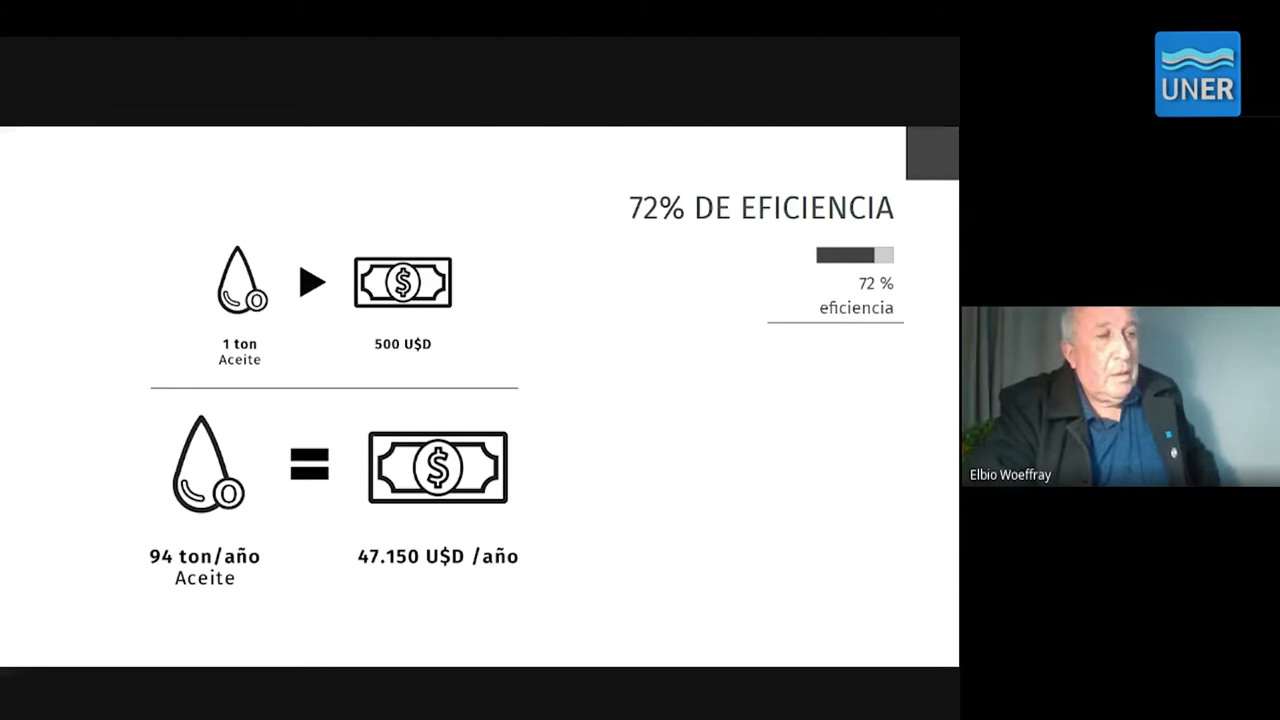 UNER
72% DE EFICIENCIA
72 %
eficiencia
1 ton
Aceite
500 U$D
94 ton/año
Aceite
47.150 U$D /año
Elbio Woeffray